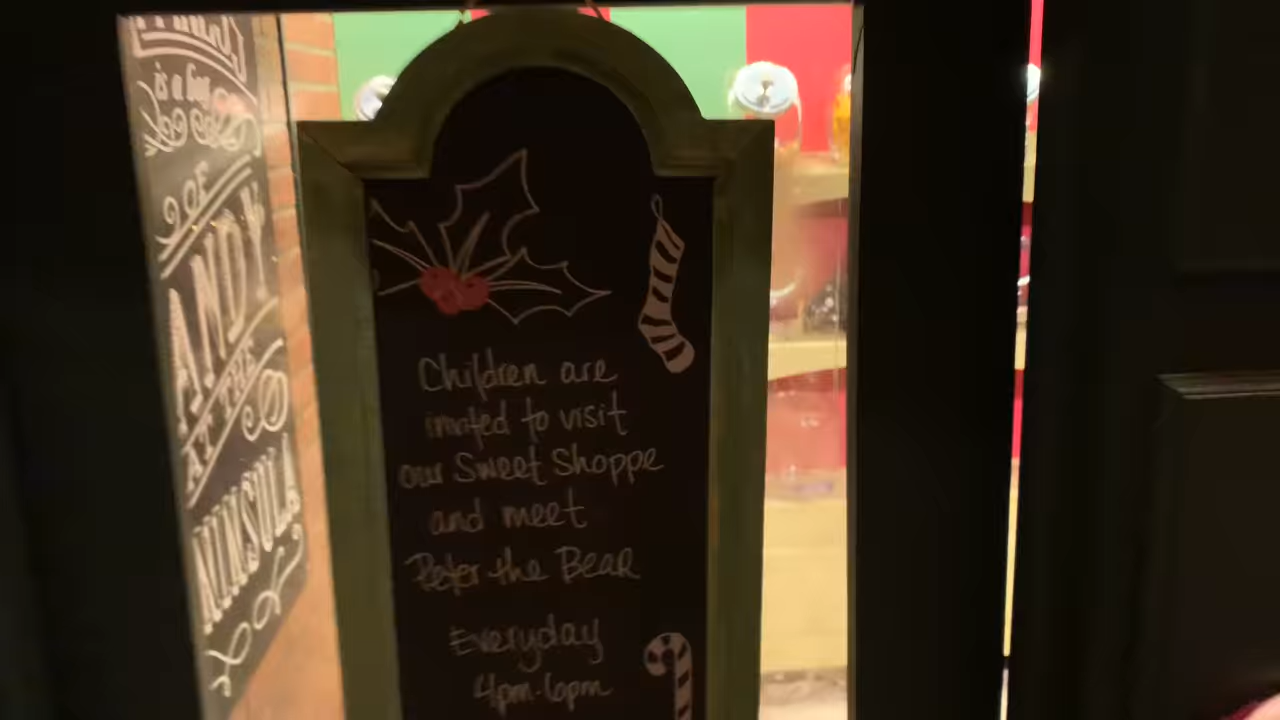 is a
OF
ANDY
AT THE
NINSULA
Children are
invited to visit
our Sweet Shoppe
and meet
Peter the Bear
Everyday
4pm-6pm